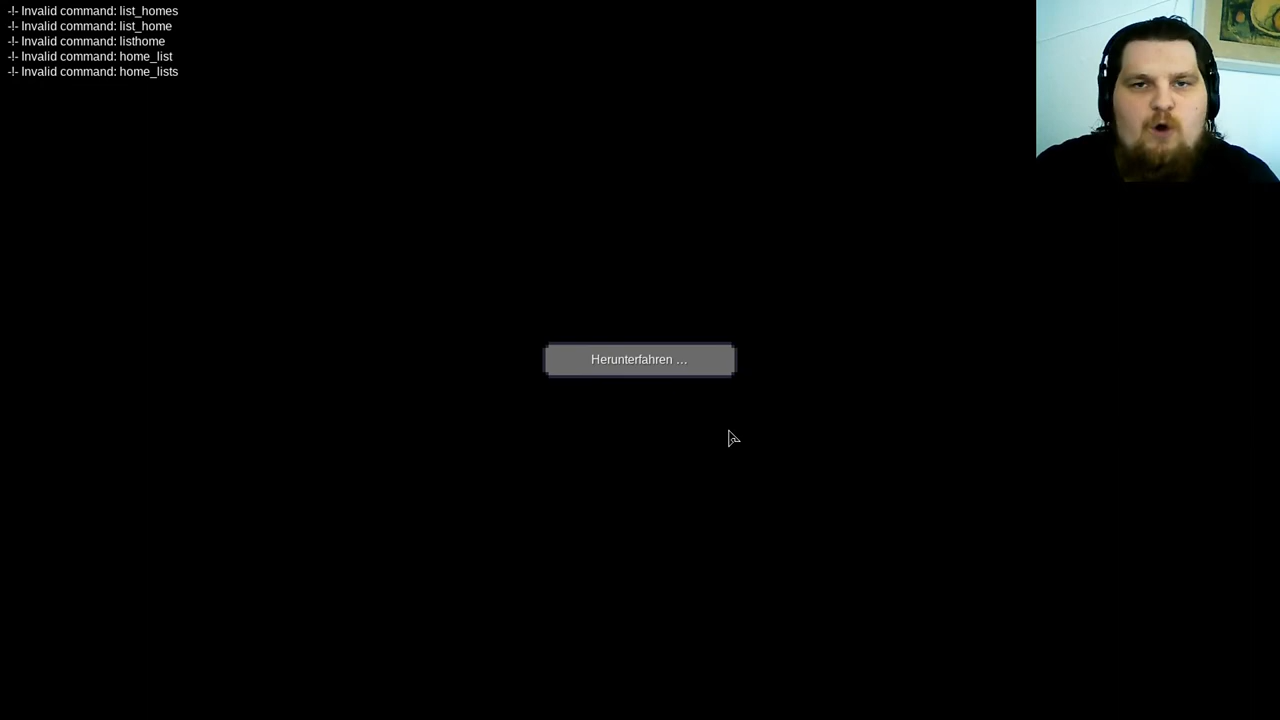 -!- Invalid command: list_homes
-!- Invalid command: list_home
-!- Invalid command: listhome
-!- Invalid command: home_list
-!- Invalid command: home_lists
Herunterfahren …